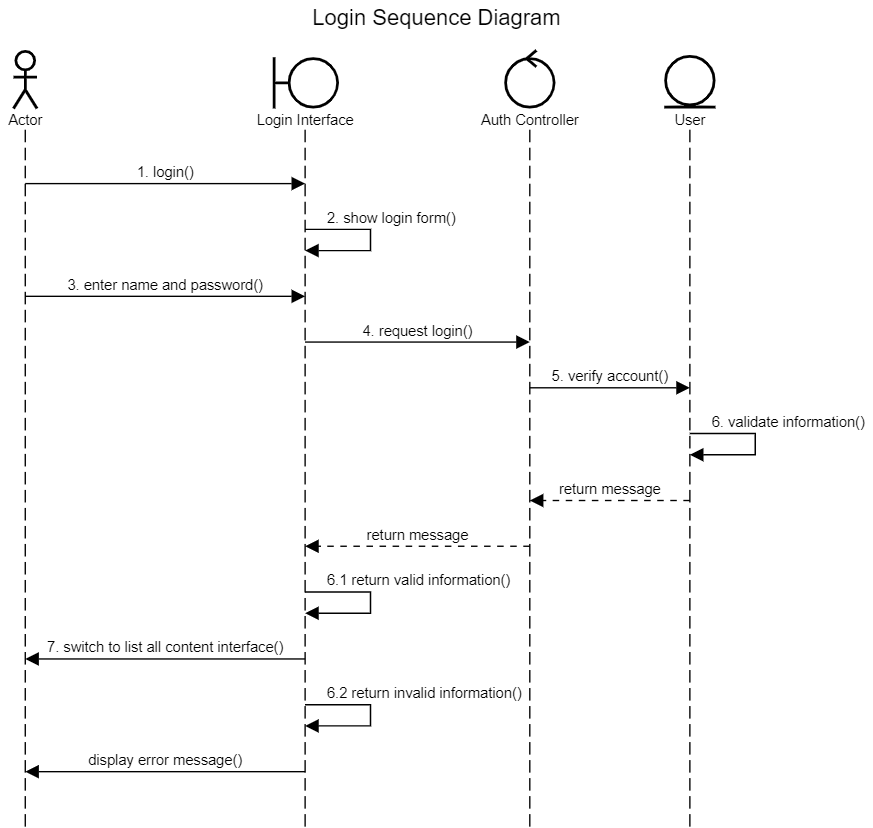 Login Sequence Diagram
Actor
Login Interface
Auth Controller
User
1. login()
2. show login form()
3. enter name and password()
4. request login()
5. verify account()
6. validate information()
return message
return message
6.1 return valid information()
7. switch to list all content interface()
6.2 return invalid information()
display error message()